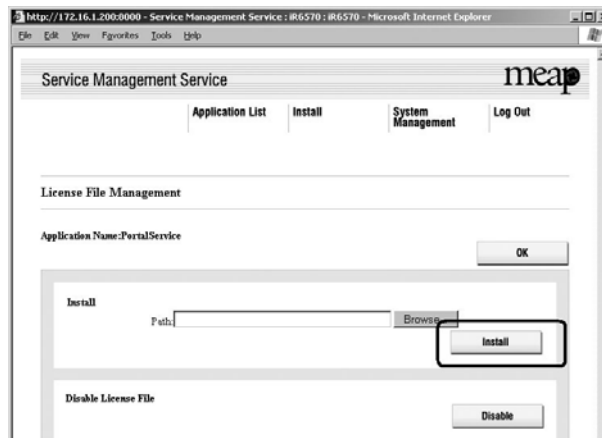 http://172.16.1.200:0000 - Service Management Service : iR6570 : iR6570 - Microsoft Internet Explorer
File Edit View Favorites Tools Help
Service Management Service
meap
Application List Install System Management Log Out
License File Management
Application Name:PortalService
OK
Install
Path:
Browse...
Install
Disable License File
Disable